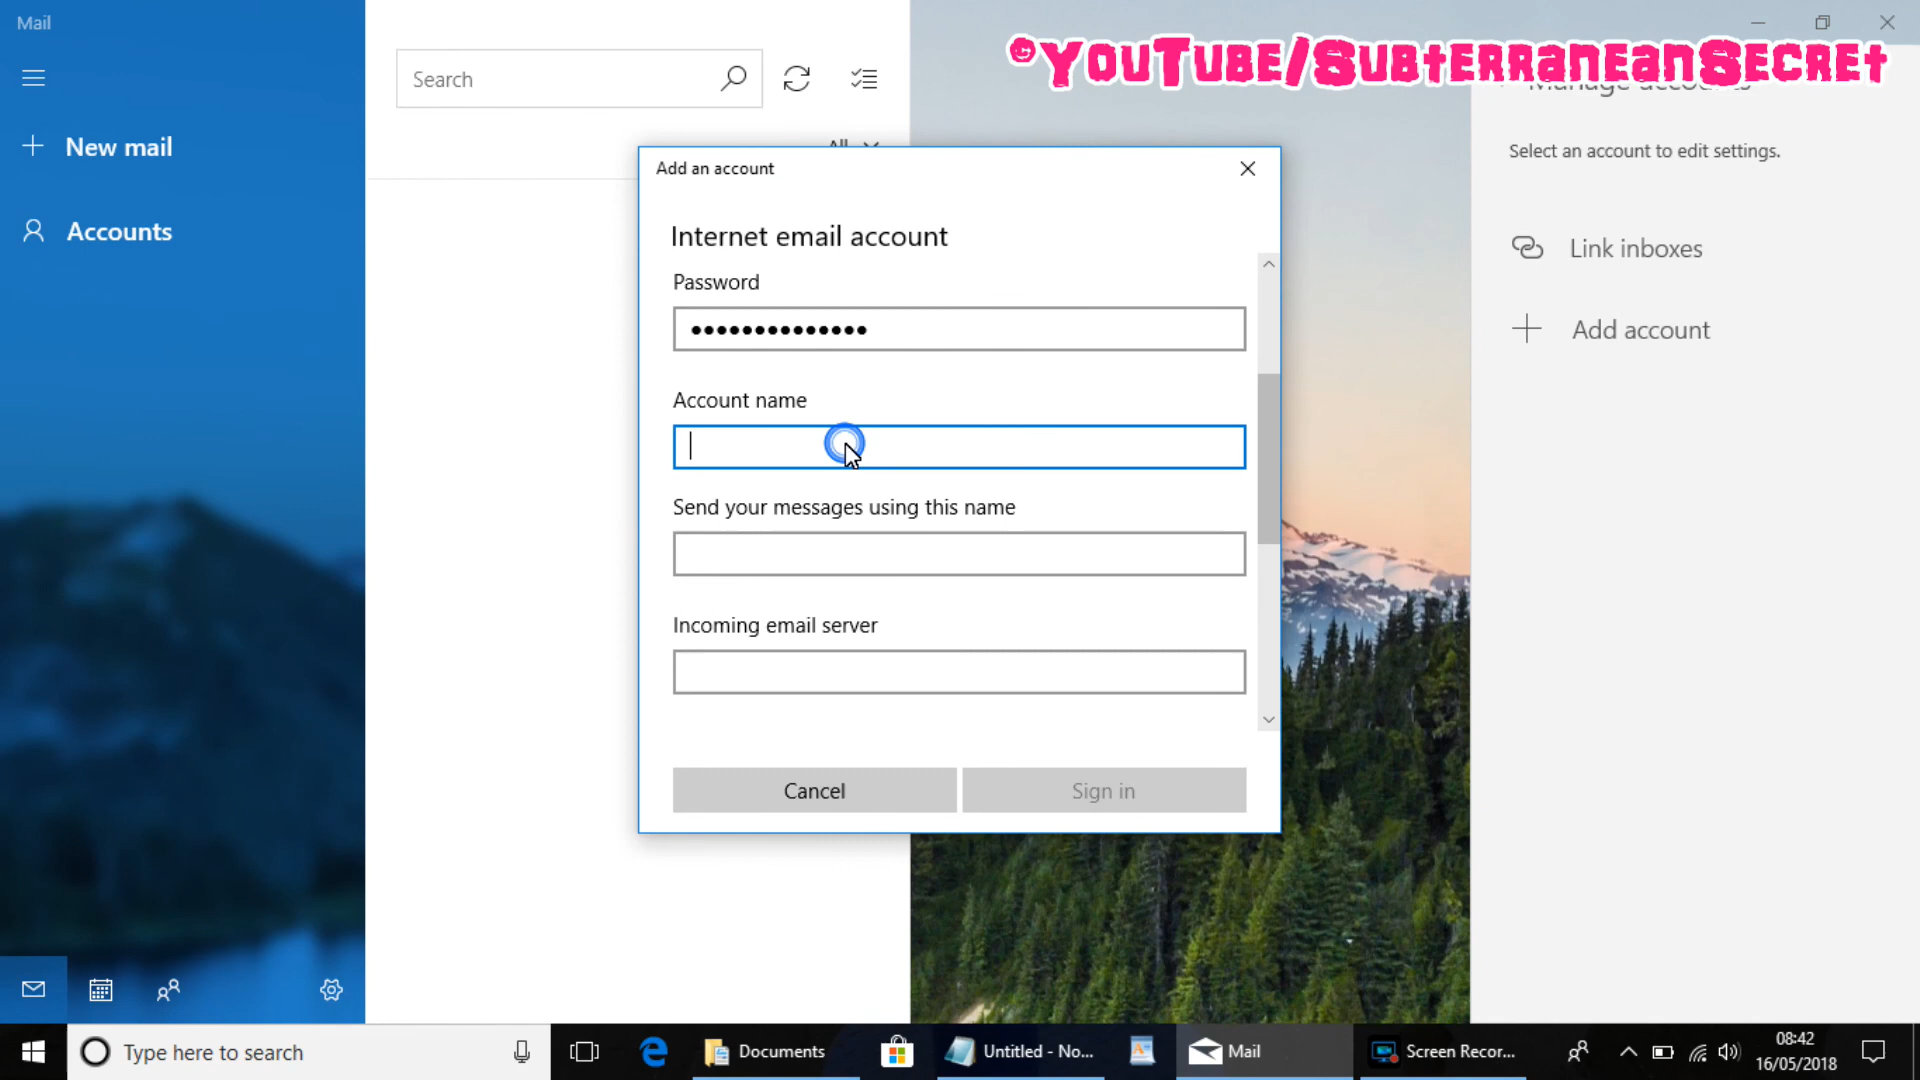 Mail
©YouTube/SubterraneanSecret
Search
Manage accounts
New mail
All
Add an account
Select an account to edit settings.
Accounts
Internet email account
Link inboxes
Password
••••••••••••••
Add account
Account name
Send your messages using this name
Incoming email server
Cancel
Sign in
Type here to search
Documents
Untitled - No...
Mail
Screen Recor...
08:42
16/05/2018